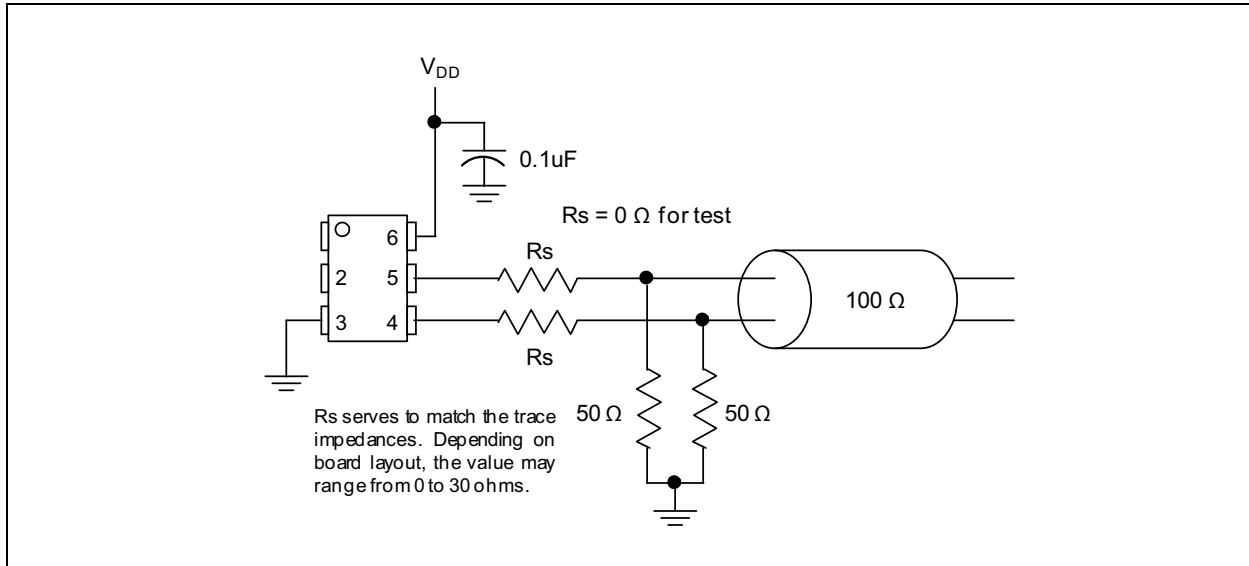 VDD
0.1uF
Rs = 0 Ω for test
6
Rs
2 5
100 Ω
3 4
Rs
50 Ω 50 Ω
Rs serves to match the trace
impedances. Depending on
board layout, the value may
range from 0 to 30 ohms.